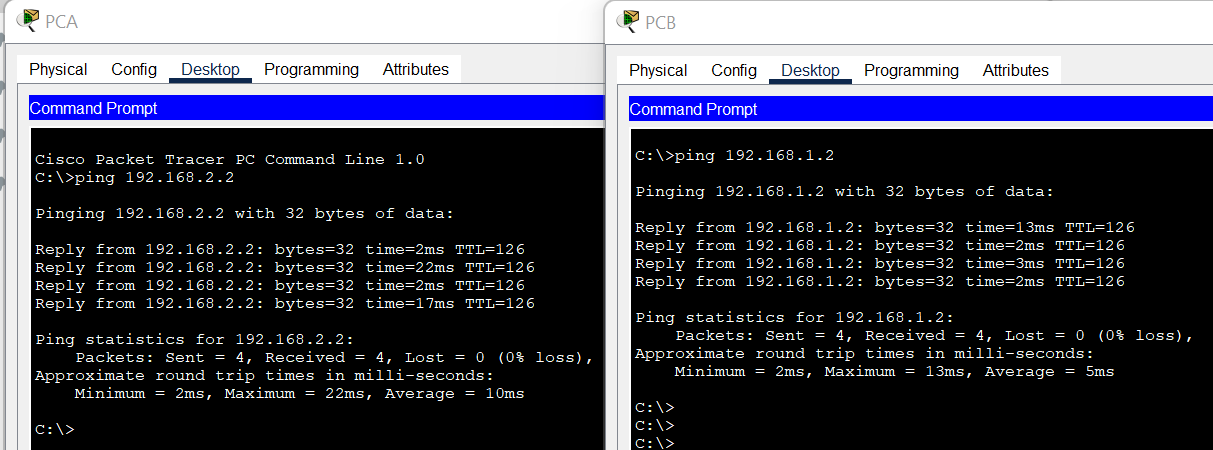 PCA
Physical Config Desktop Programming Attributes
Command Prompt
Cisco Packet Tracer PC Command Line 1.0
C:\>ping 192.168.2.2
Pinging 192.168.2.2 with 32 bytes of data:
Reply from 192.168.2.2: bytes=32 time=2ms TTL=126
Reply from 192.168.2.2: bytes=32 time=22ms TTL=126
Reply from 192.168.2.2: bytes=32 time=2ms TTL=126
Reply from 192.168.2.2: bytes=32 time=17ms TTL=126
Ping statistics for 192.168.2.2:
Packets: Sent = 4, Received = 4, Lost = 0 (0% loss),
Approximate round trip times in milli-seconds:
Minimum = 2ms, Maximum = 22ms, Average = 10ms
C:\>
PCB
Physical Config Desktop Programming Attributes
Command Prompt
C:\>ping 192.168.1.2
Pinging 192.168.1.2 with 32 bytes of data:
Reply from 192.168.1.2: bytes=32 time=13ms TTL=126
Reply from 192.168.1.2: bytes=32 time=2ms TTL=126
Reply from 192.168.1.2: bytes=32 time=3ms TTL=126
Reply from 192.168.1.2: bytes=32 time=2ms TTL=126
Ping statistics for 192.168.1.2:
Packets: Sent = 4, Received = 4, Lost = 0 (0% loss),
Approximate round trip times in milli-seconds:
Minimum = 2ms, Maximum = 13ms, Average = 5ms
C:\>
C:\>
C:\>